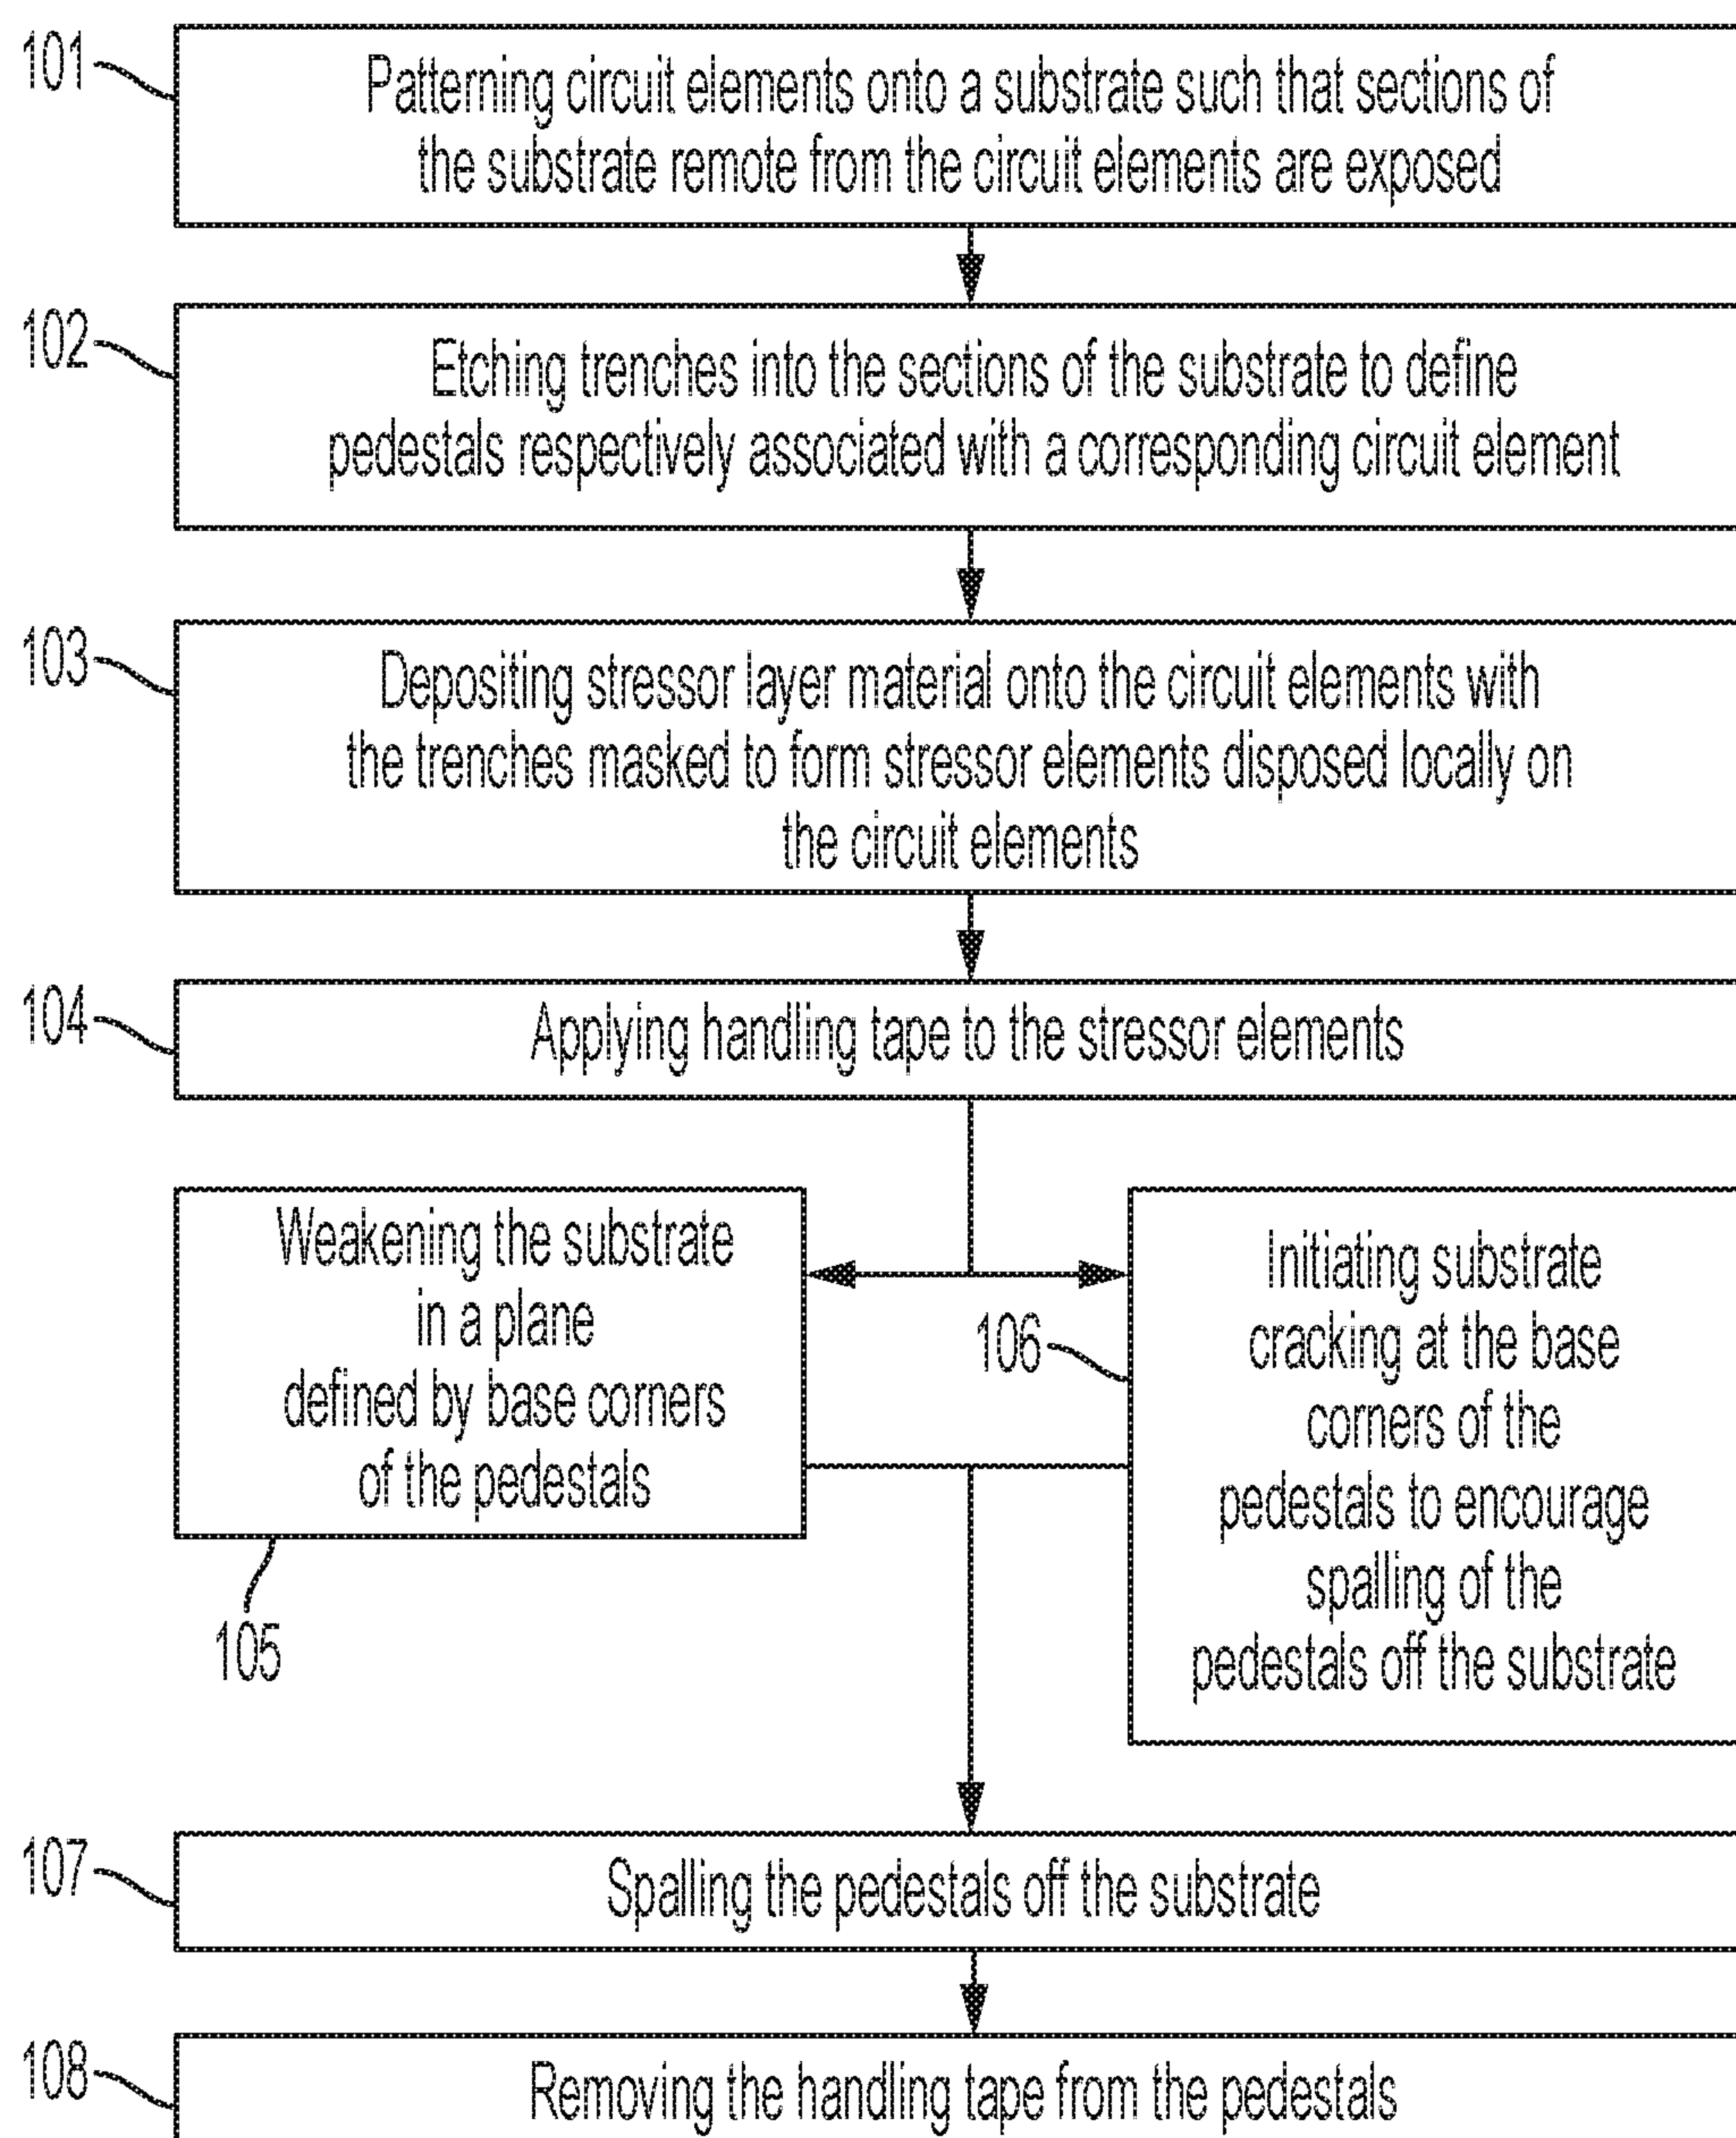 101
Patterning circuit elements onto a substrate such that sections of
the substrate remote from the circuit elements are exposed
102
Etching trenches into the sections of the substrate to define
pedestals respectively associated with a corresponding circuit element
103
Depositing stressor layer material onto the circuit elements with
the trenches masked to form stressor elements disposed locally on
the circuit elements
104
Applying handling tape to the stressor elements
Weakening the substrate
in a plane
defined by base corners
of the pedestals
105
106
Initiating substrate
cracking at the base
corners of the
pedestals to encourage
spalling of the
pedestals off the substrate
107
Spalling the pedestals off the substrate
108
Removing the handling tape from the pedestals